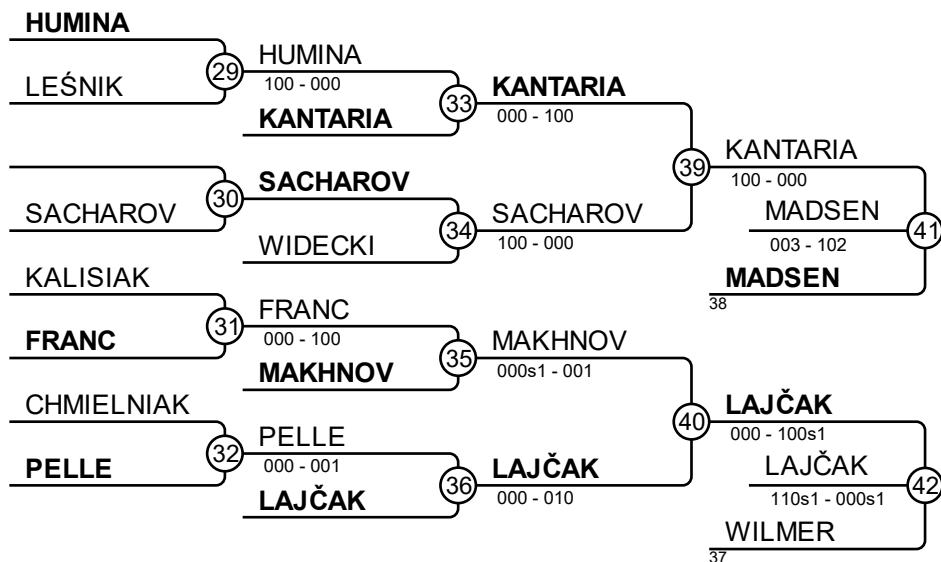 HUMINA
29
LEŚNIK
HUMINA
100 - 000
33
KANTARIA
KANTARIA
000 - 100
30
SACHAROV
SACHAROV
34
WIDECKI
SACHAROV
100 - 000
39
KANTARIA
100 - 000
MADSEN
003 - 102
41
MADSEN
38
KALISIAK
31
FRANC
FRANC
000 - 100
35
MAKHNOV
MAKHNOV
000s1 - 001
CHMIELNIAK
32
PELLE
PELLE
000 - 001
36
LAJČAK
LAJČAK
000 - 010
40
LAJČAK
000 - 100s1
LAJČAK
110s1 - 000s1
42
WILMER
37